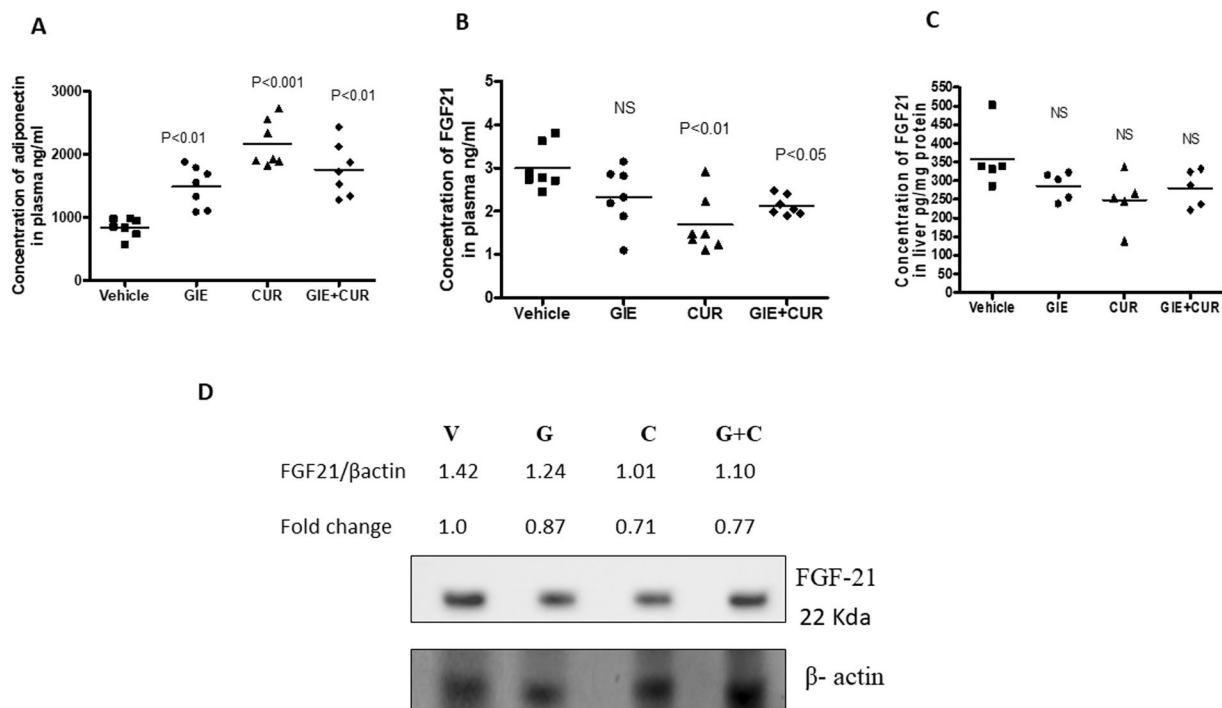 A
Concentration of adiponectin
in plasma ng/ml
3000
2000
1000
0
P<0.01
P<0.001
P<0.01
Vehicle GIE CUR GIE+CUR
B
Concentration of FGF21
in plasma ng/ml
5
4
3
2
1
0
NS
P<0.01
P<0.05
Vehicle GIE CUR GIE+CUR
C
Concentration of FGF21
in liver pg/mg protein
550
500
450
400
350
300
250
200
150
100
50
0
NS
NS
NS
Vehicle GIE CUR GIE+CUR
D
V G C G+C
FGF21/βactin 1.42 1.24 1.01 1.10
Fold change 1.0 0.87 0.71 0.77
FGF-21
22 Kda
β- actin